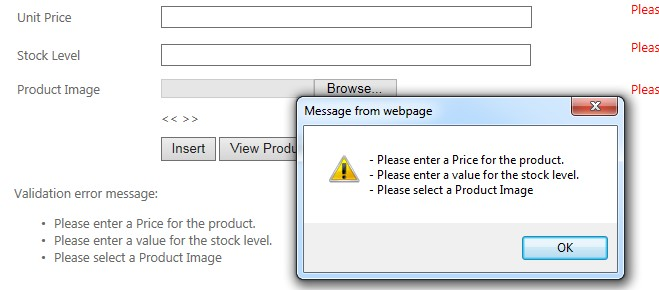 Unit Price
Pleas
Stock Level
Pleas
Product Image
Browse...
Pleas
<< >>
Insert
View Produ
Validation error message:
• Please enter a Price for the product.
• Please enter a value for the stock level.
• Please select a Product Image
Message from webpage
- Please enter a Price for the product.
- Please enter a value for the stock level.
- Please select a Product Image
OK